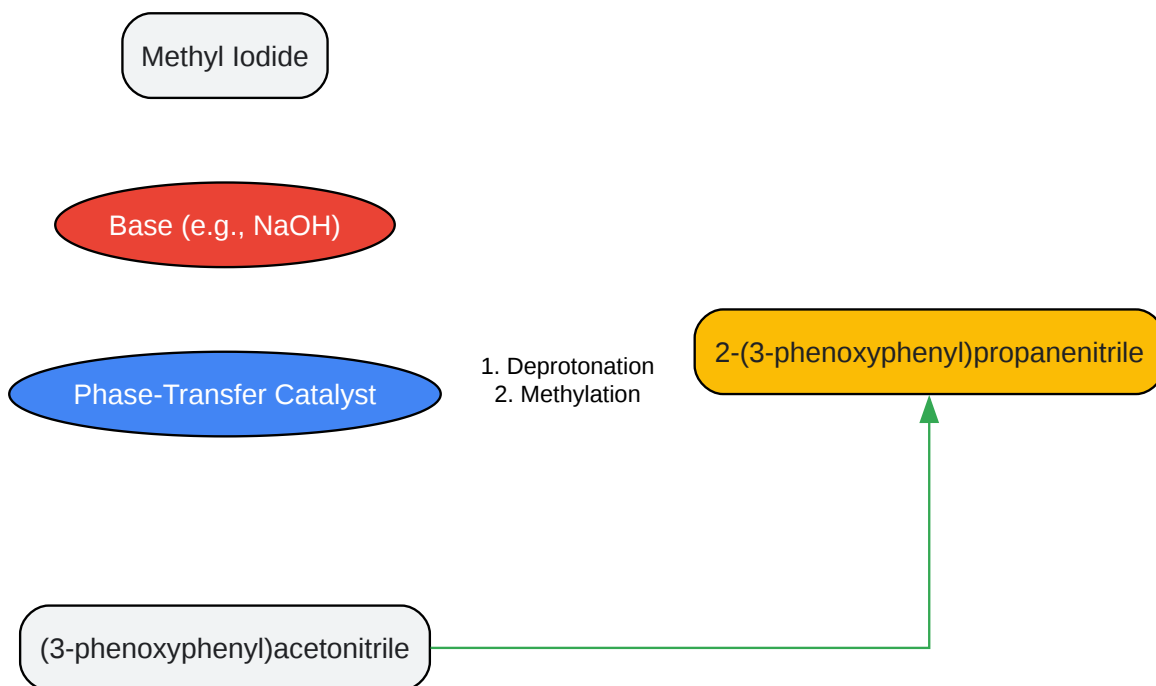 Methyl Iodide
Base (e.g., NaOH)
Phase-Transfer Catalyst
1. Deprotonation
2. Methylation
2-(3-phenoxyphenyl)propanenitrile
(3-phenoxyphenyl)acetonitrile